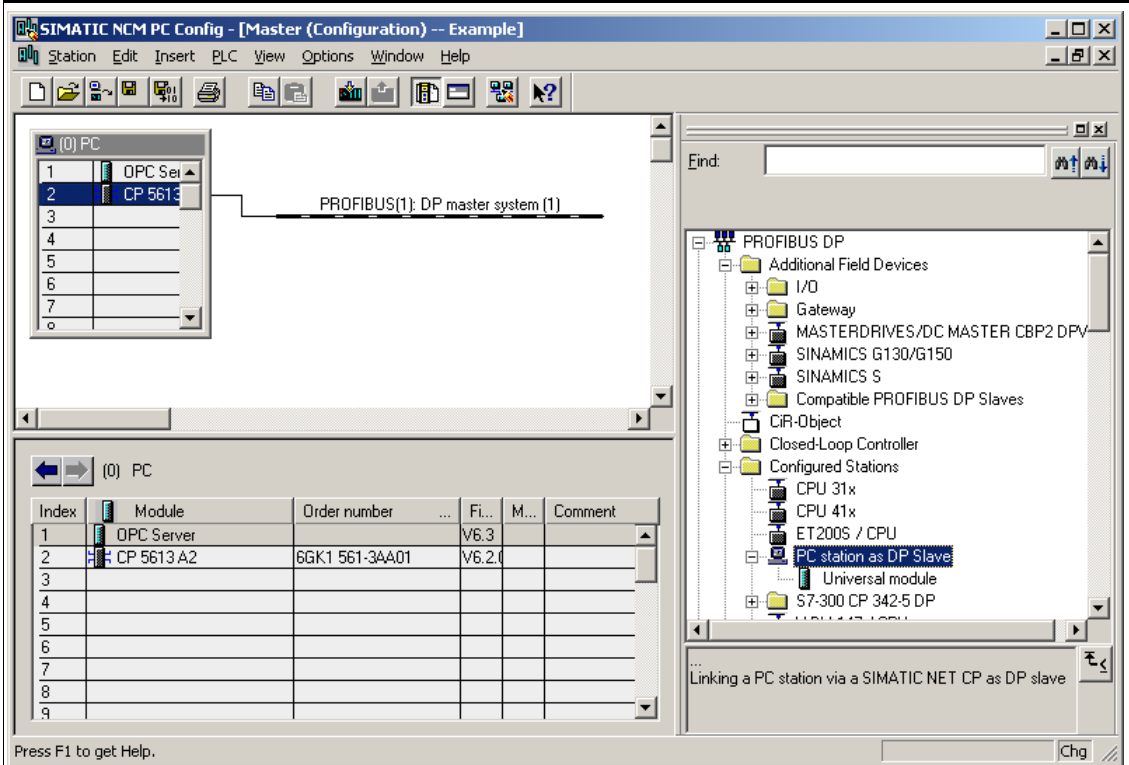 SIMATIC NCM PC Config - [Master (Configuration) -- Example]
Station Edit Insert PLC View Options Window Help
(0) PC
1 OPC Ser
2 CP 5613
3
4
5
6
7
PROFIBUS(1): DP master system (1)
Find:
PROFIBUS DP
Additional Field Devices
I/O
Gateway
MASTERDRIVES/DC MASTER CBP2 DPV
SINAMICS G130/G150
SINAMICS S
Compatible PROFIBUS DP Slaves
CiR-Object
Closed-Loop Controller
Configured Stations
CPU 31x
CPU 41x
ET200S / CPU
PC station as DP Slave
Universal module
S7-300 CP 342-5 DP
...
Linking a PC station via a SIMATIC NET CP as DP slave
(0) PC
Index Module Order number ... Fi... M... Comment
1 OPC Server V6.3
2 CP 5613 A2 6GK1 561-3AA01 V6.2.(
3
4
5
6
7
8
9
Press F1 to get Help.
Chg